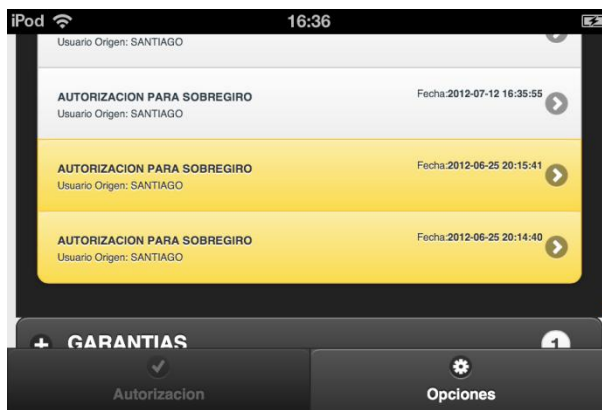 iPod 16:36
Usuario Origen: SANTIAGO
AUTORIZACION PARA SOBREGIRO Fecha:2012-07-12 16:35:55
Usuario Origen: SANTIAGO
AUTORIZACION PARA SOBREGIRO Fecha:2012-06-25 20:15:41
Usuario Origen: SANTIAGO
AUTORIZACION PARA SOBREGIRO Fecha:2012-06-25 20:14:40
Usuario Origen: SANTIAGO
GARANTIAS 1
Autorizacion Opciones